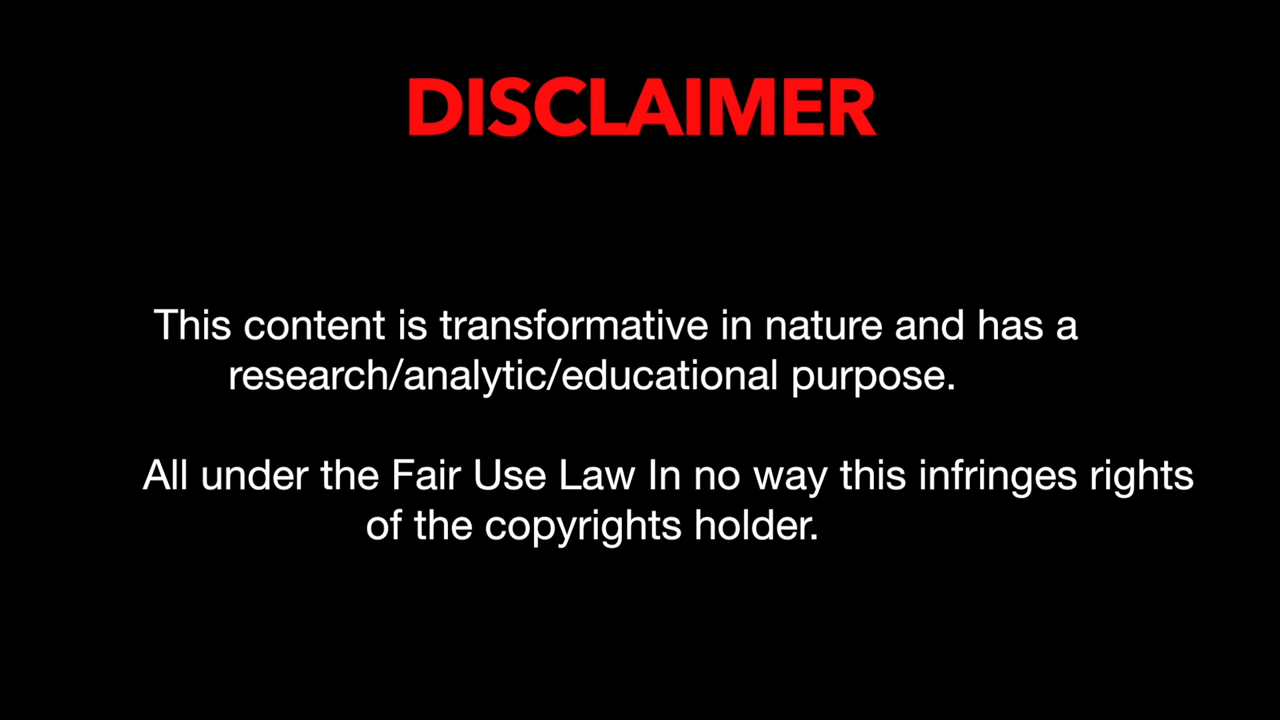 DISCLAIMER
This content is transformative in nature and has a
research/analytic/educational purpose.
All under the Fair Use Law In no way this infringes rights
of the copyrights holder.